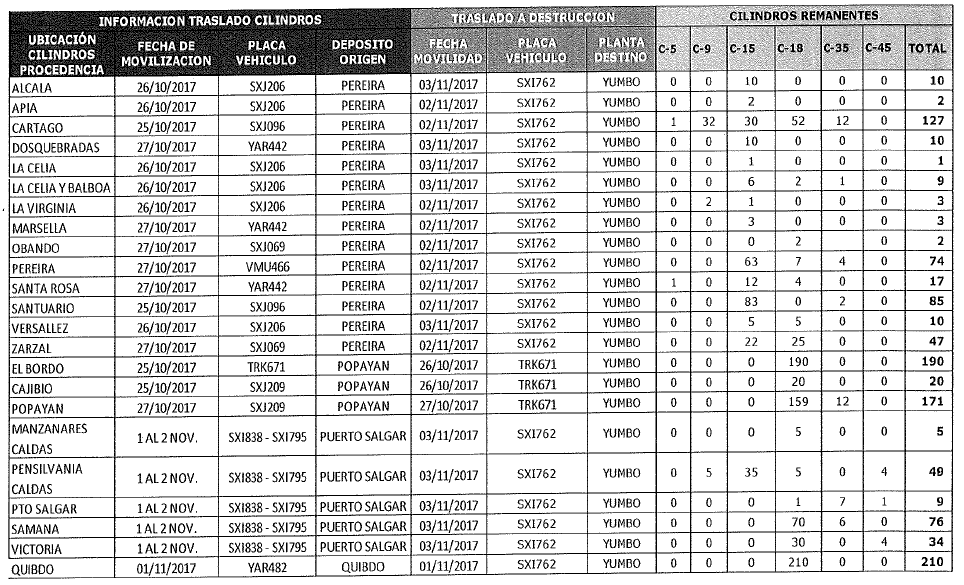 INFORMACION TRASLADO CILINDROS TRASLADO A DESTRUCCION CILINDROS REMANENTES
UBICACIÓN CILINDROS PROCEDENCIA FECHA DE MOVILIZACION PLACA VEHICULO DEPOSITO ORIGEN FECHA MOVILIDAD PLACA VEHICULO PLANTA DESTINO C-5 C-9 C-15 C-18 C-35 C-45 TOTAL
ALCALA 26/10/2017 SXJ206 PEREIRA 03/11/2017 SXI762 YUMBO 0 0 10 0 0 0 10
APIA 26/10/2017 SXJ206 PEREIRA 02/11/2017 SXI762 YUMBO 0 0 2 0 0 0 2
CARTAGO 25/10/2017 SXJ096 PEREIRA 02/11/2017 SXI762 YUMBO 1 32 30 52 12 0 127
DOSQUEBRADAS 27/10/2017 YAR442 PEREIRA 03/11/2017 SXI762 YUMBO 0 0 10 0 0 0 10
LA CELIA 26/10/2017 SXJ206 PEREIRA 03/11/2017 SXI762 YUMBO 0 0 1 0 0 0 1
LA CELIA Y BALBOA 26/10/2017 SXJ206 PEREIRA 03/11/2017 SXI762 YUMBO 0 0 6 2 1 0 9
LA VIRGINIA 26/10/2017 SXJ206 PEREIRA 02/11/2017 SXI762 YUMBO 0 2 1 0 0 0 3
MARSELLA 27/10/2017 YAR442 PEREIRA 02/11/2017 SXI762 YUMBO 0 0 3 0 0 0 3
OBANDO 27/10/2017 SXJ069 PEREIRA 02/11/2017 SXI762 YUMBO 0 0 0 2 0 2
PEREIRA 27/10/2017 VMU466 PEREIRA 02/11/2017 SXI762 YUMBO 0 0 63 7 4 0 74
SANTA ROSA 27/10/2017 YAR442 PEREIRA 02/11/2017 SXI762 YUMBO 1 0 12 4 0 0 17
SANTUARIO 25/10/2017 SXJ096 PEREIRA 02/11/2017 SXI762 YUMBO 0 0 83 0 2 0 85
VERSALLEZ 26/10/2017 SXJ206 PEREIRA 03/11/2017 SXI762 YUMBO 0 0 5 5 0 0 10
ZARZAL 27/10/2017 SXJ069 PEREIRA 02/11/2017 SXI762 YUMBO 0 0 22 25 0 0 47
EL BORDO 25/10/2017 TRK671 POPAYAN 26/10/2017 TRK671 YUMBO 0 0 0 190 0 0 190
CAJIBIO 25/10/2017 SXJ209 POPAYAN 26/10/2017 TRK671 YUMBO 0 0 0 20 0 0 20
POPAYAN 27/10/2017 SXJ209 POPAYAN 27/10/2017 TRK671 YUMBO 0 0 0 159 12 0 171
MANZANARES CALDAS 1 AL 2 NOV. SXI838 - SXI795 PUERTO SALGAR 03/11/2017 SXI762 YUMBO 0 0 0 5 0 0 5
PENSILVANIA CALDAS 1 AL 2 NOV. SXI838 - SXI795 PUERTO SALGAR 03/11/2017 SXI762 YUMBO 0 5 35 5 0 4 49
PTO SALGAR 1 AL 2 NOV. SXI838 - SXI795 PUERTO SALGAR 03/11/2017 SXI762 YUMBO 0 0 0 1 7 1 9
SAMANA 1 AL 2 NOV. SXI838 - SXI795 PUERTO SALGAR 03/11/2017 SXI762 YUMBO 0 0 0 70 6 0 76
VICTORIA 1 AL 2 NOV. SXI838 - SXI795 PUERTO SALGAR 03/11/2017 SXI762 YUMBO 0 0 0 30 0 4 34
QUIBDO 01/11/2017 YAR482 QUIBDO 01/11/2017 SXI762 YUMBO 0 0 0 210 0 0 210